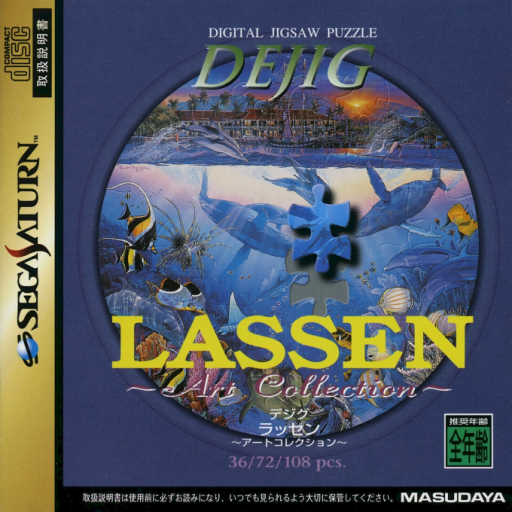 COMPACT
disc
取扱説明書
SEGA SATURN™
DIGITAL JIGSAW PUZZLE
DEJIG
LASSEN
~Art Collection~
デジグ
ラッセン
~アートコレクション~
36/72/108 pcs.
推奨年齢
全年齢
取扱説明書は使用前に必ずお読みになり、いつでも見られるよう大切に保管してください。
MASUDAYA